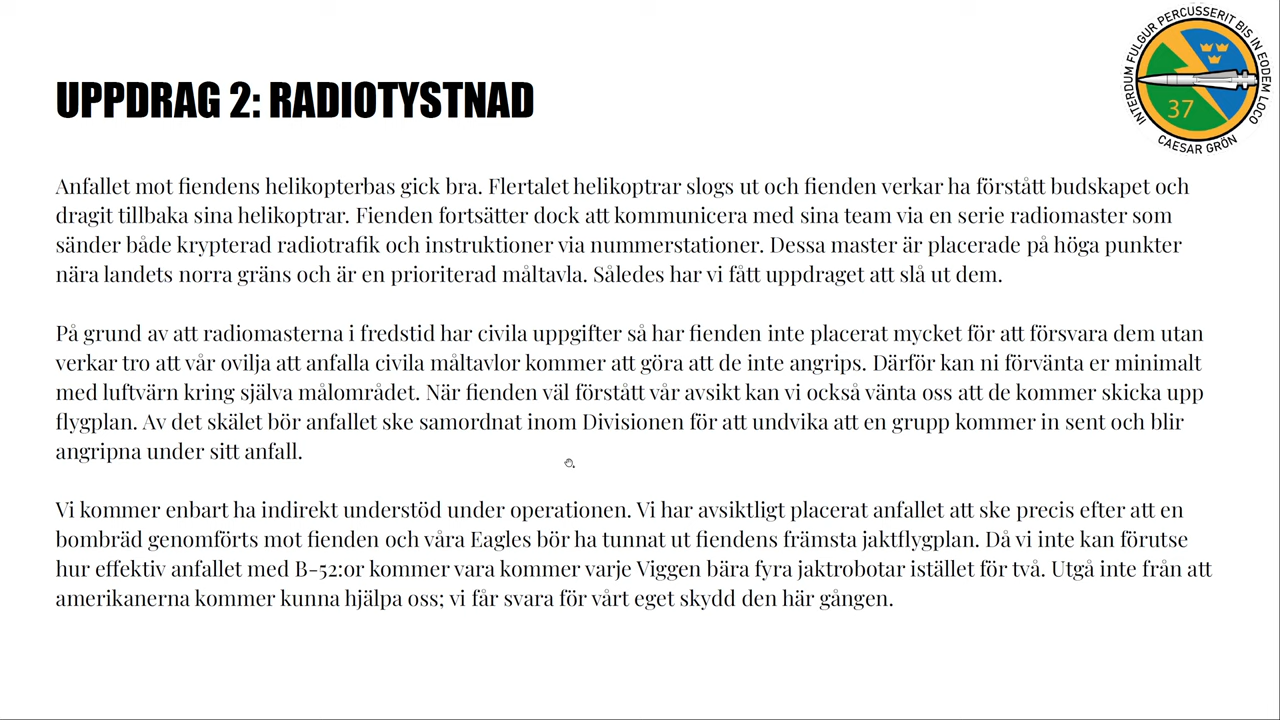 INTERDUM FULGUR PERCUSSERIT BIS IN EODEM LOCO
37
CAESAR GRÖN
UPPDRAG 2: RADIOTYSTNAD
Anfallet mot fiendens helikopterbas gick bra. Flertalet helikoptrar slogs ut och fienden verkar ha förstått budskapet och
dragit tillbaka sina helikoptrar. Fienden fortsätter dock att kommunicera med sina team via en serie radiomaster som
sänder både krypterad radiotrafik och instruktioner via nummerstationer. Dessa master är placerade på höga punkter
nära landets norra gräns och är en prioriterad måltavla. Således har vi fått uppdraget att slå ut dem.
På grund av att radiomasterna i fredstid har civila uppgifter så har fienden inte placerat mycket för att försvara dem utan
verkar tro att vår ovilja att anfalla civila måltavlor kommer att göra att de inte angrips. Därför kan ni förvänta er minimalt
med luftvärn kring själva målområdet. När fienden väl förstått vår avsikt kan vi också vänta oss att de kommer skicka upp
flygplan. Av det skälet bör anfallet ske samordnat inom Divisionen för att undvika att en grupp kommer in sent och blir
angripna under sitt anfall.
Vi kommer enbart ha indirekt understöd under operationen. Vi har avsiktligt placerat anfallet att ske precis efter att en
bombräd genomförts mot fienden och våra Eagles bör ha tunnat ut fiendens främsta jaktflygplan. Då vi inte kan förutse
hur effektiv anfallet med B-52:or kommer vara kommer varje Viggen bära fyra jaktrobotar istället för två. Utgå inte från att
amerikanerna kommer kunna hjälpa oss; vi får svara för vårt eget skydd den här gången.